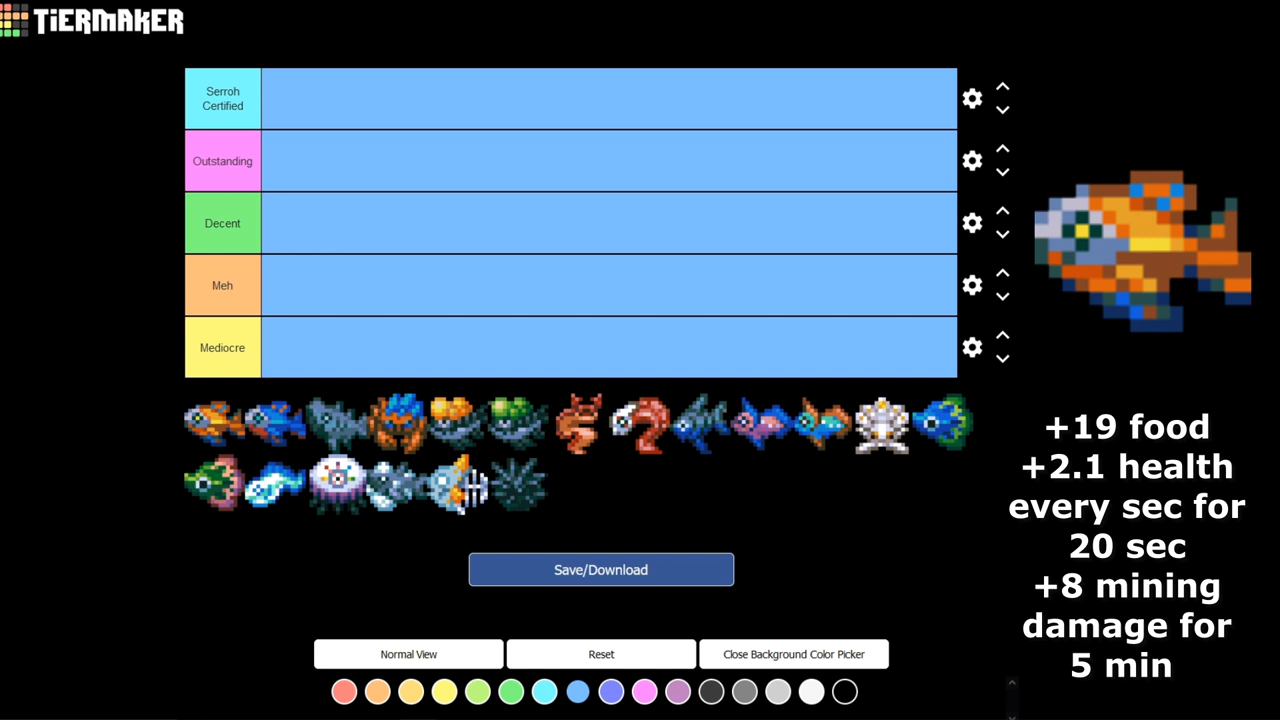 TIERMAKER
Serroh
Certified
Outstanding
Decent
Meh
Mediocre
+19 food
+2.1 health
every sec for
20 sec
+8 mining
damage for
5 min
Save/Download
Normal View
Reset
Close Background Color Picker